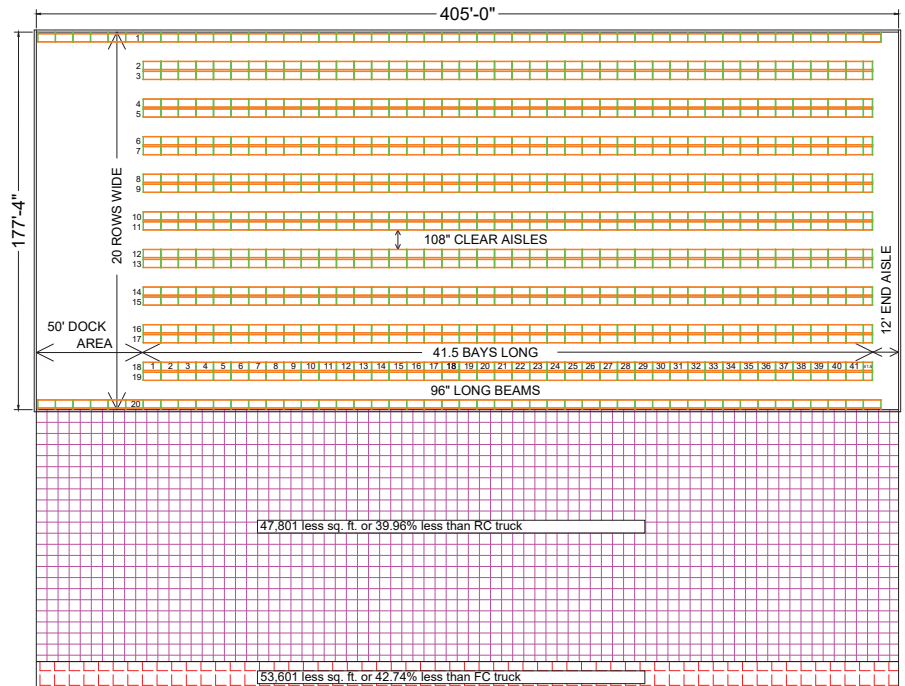 405'-0"
177'-4"
20 ROWS WIDE
1
2
3
4
5
6
7
8
9
10
11
108" CLEAR AISLES
12
13
14
15
12' END AISLE
16
17
50' DOCK
AREA
41.5 BAYS LONG
18 1 2 3 4 5 6 7 8 9 10 11 12 13 14 15 16 17 18 19 20 21 22 23 24 25 26 27 28 29 30 31 32 33 34 35 36 37 38 39 40 41
19
96" LONG BEAMS
20
47,801 less sq. ft. or 39.96% less than RC truck
53,601 less sq. ft. or 42.74% less than FC truck